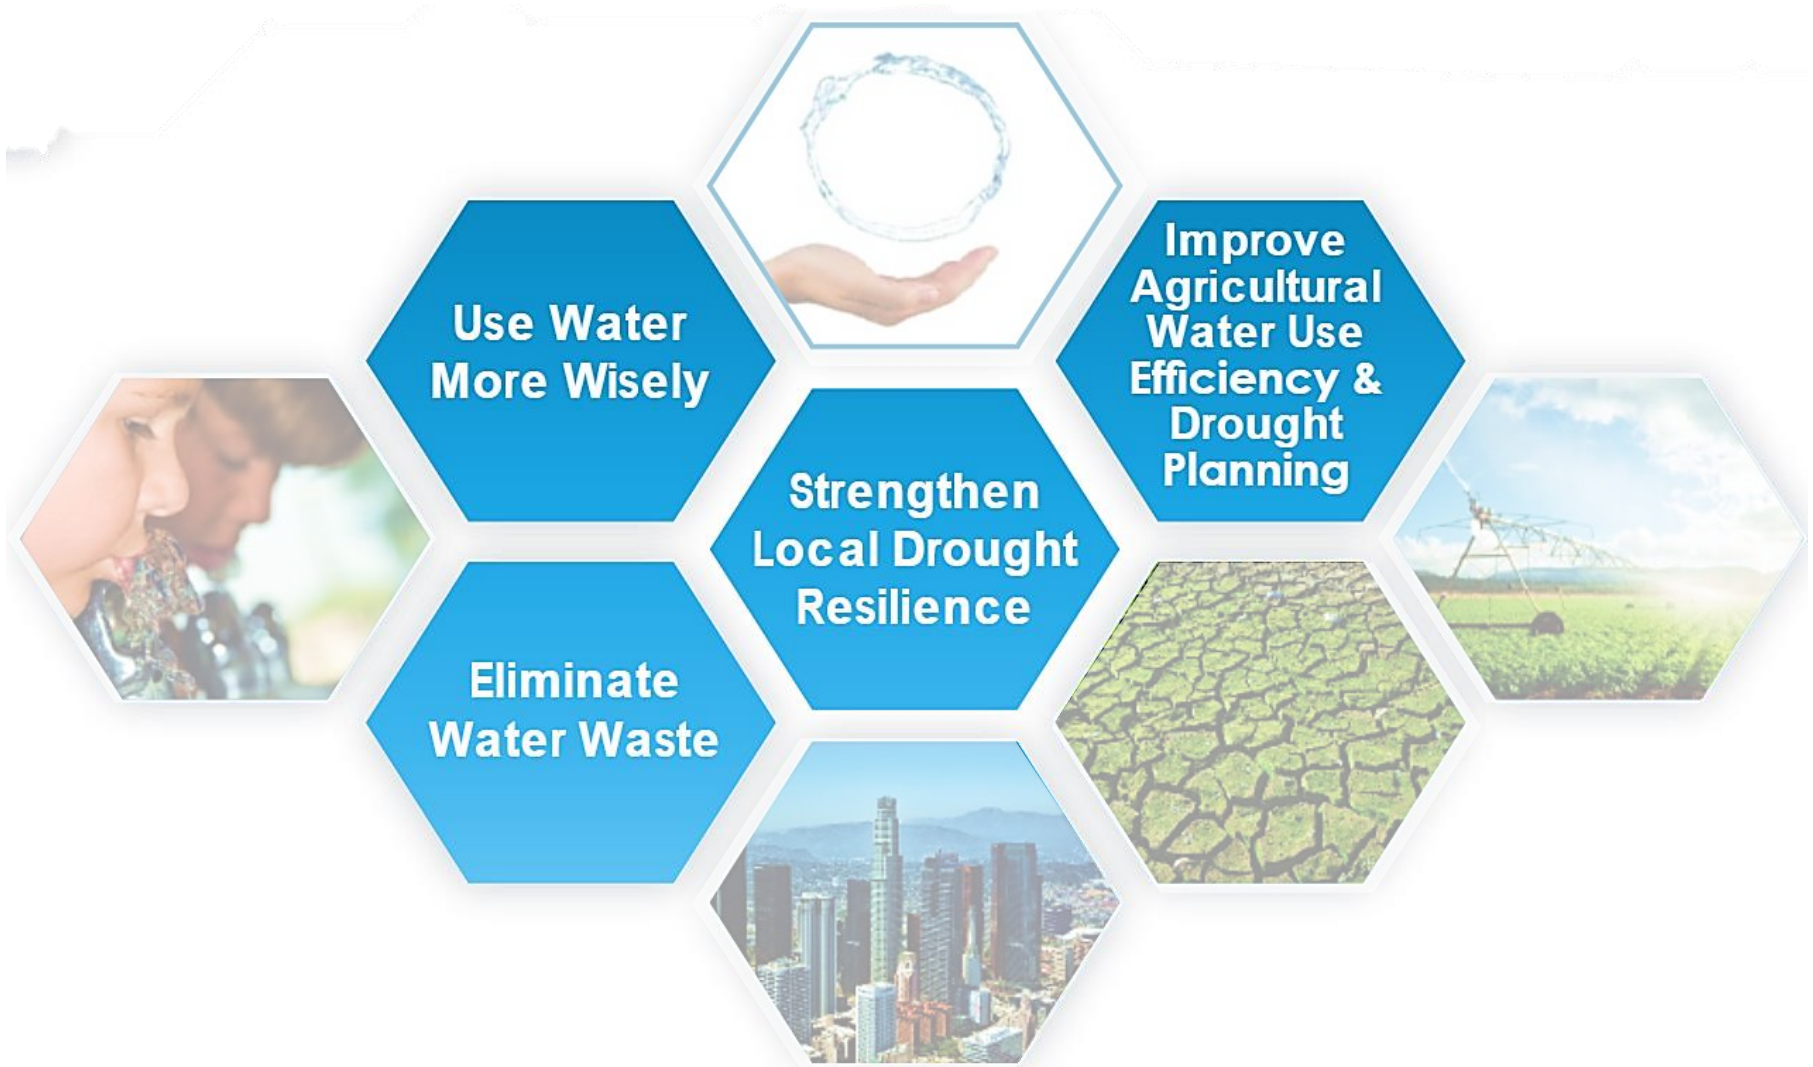 Use Water
More Wisely
Improve
Agricultural
Water Use
Efficiency &
Drought
Planning
Strengthen
Local Drought
Resilience
Eliminate
Water Waste